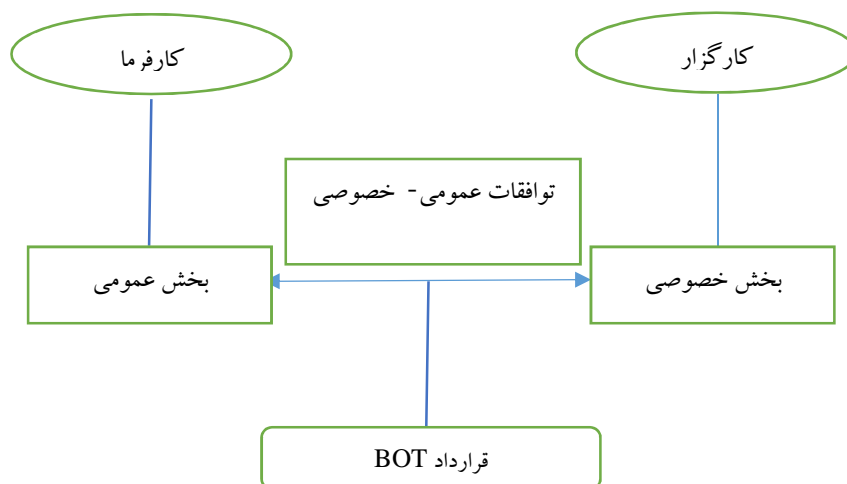 کارگزار
کارفرما
توافقات عمومی- خصوصی
بخش خصوصی
بخش عمومی
قرارداد BOT